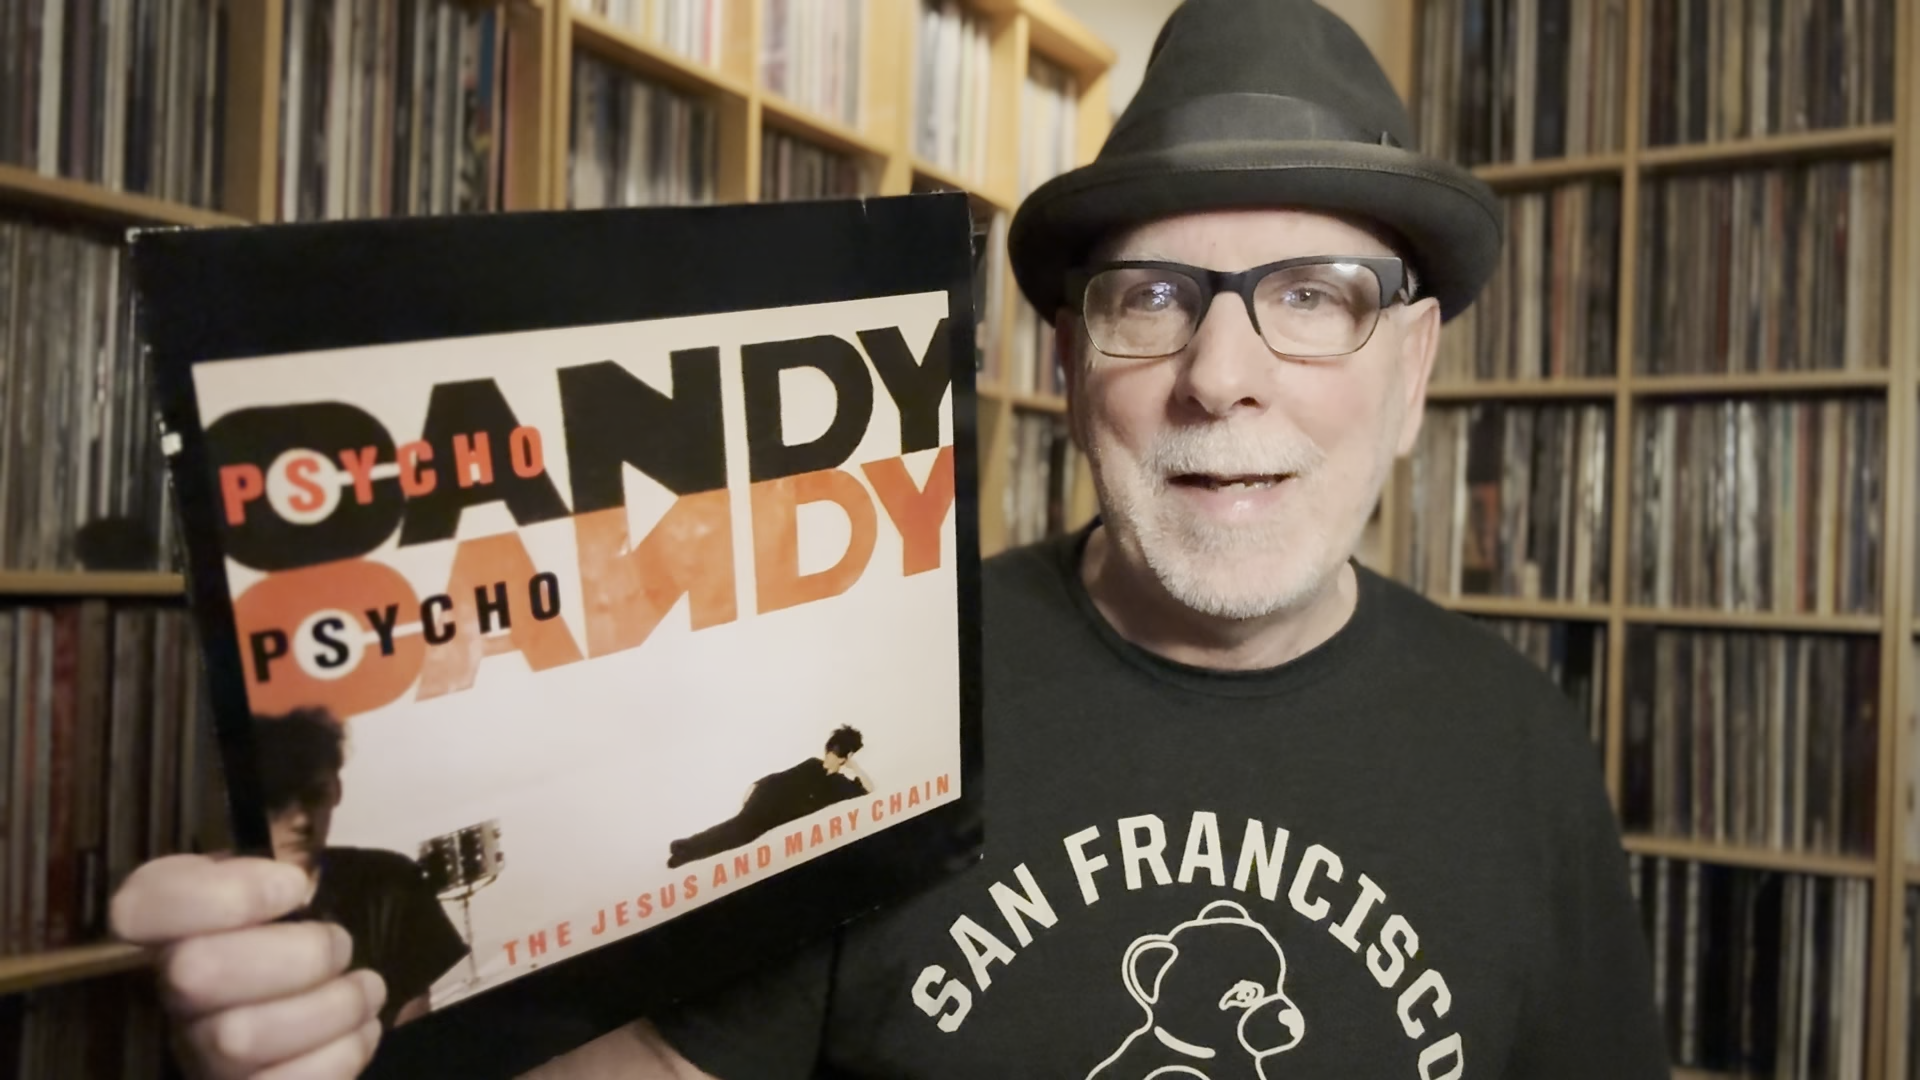 CANDY
PSYCHO
CANDY
PSYCHO
THE JESUS AND MARY CHAIN
SAN FRANCISCO